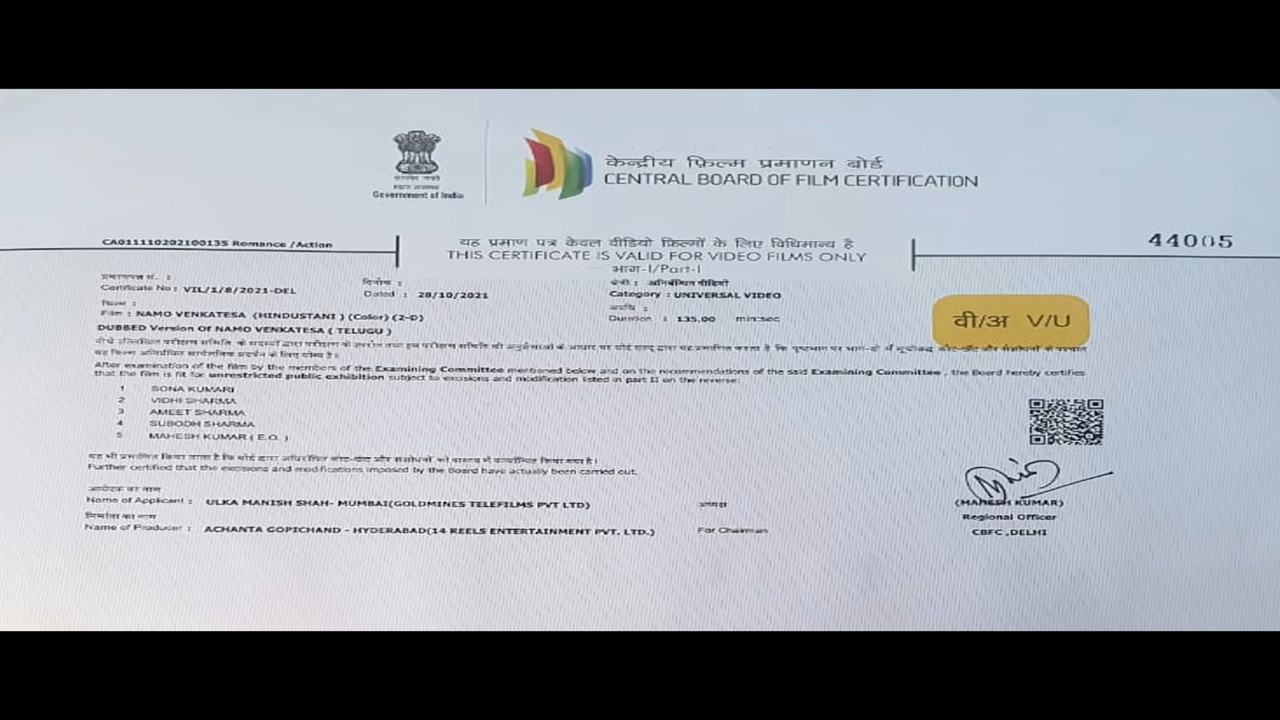 Government of India
केन्द्रीय फ़िल्म प्रमाणन बोर्ड
CENTRAL BOARD OF FILM CERTIFICATION
CA011110202100135 Romance /Action
यह प्रमाण पत्र केवल वीडियो फ़िल्मों के लिए विधिमान्य है
THIS CERTIFICATE IS VALID FOR VIDEO FILMS ONLY
44005
भाग-I/Part-I
दिनांक :
श्रेणी : अनिर्बन्धित वीडियो
Certificate No : VIL/1/8/2021-DEL
Dated : 28/10/2021
Category : UNIVERSAL VIDEO
फिल्म :
अवधि :
Film : NAMO VENKATESA (HINDUSTANI ) (Color) (2-D)
Duration : 135.00 min:sec
वी/अ V/U
DUBBED Version Of NAMO VENKATESA ( TELUGU )
After examination of the film by the members of the Examining Committee mentioned below and on the recommendations of the said Examining Committee , the Board hereby certifies
that the film is fit for unrestricted public exhibition subject to excisions and modification listed in part II on the reverse:
1 SONA KUMARI
2 VIDHI SHARMA
3 AMEET SHARMA
4 SUBODH SHARMA
5 MAHESH KUMAR ( E.O. )
Further certified that the excisions and modifications imposed by the Board have actually been carried out.
आवेदक का नाम
Name of Applicant : ULKA MANISH SHAH- MUMBAI(GOLDMINES TELEFILMS PVT LTD)
अध्यक्ष
(MAHESH KUMAR)
निर्माता का नाम
Regional Officer
Name of Producer : ACHANTA GOPICHAND - HYDERABAD(14 REELS ENTERTAINMENT PVT. LTD.)
For Chairman
CBFC ,DELHI